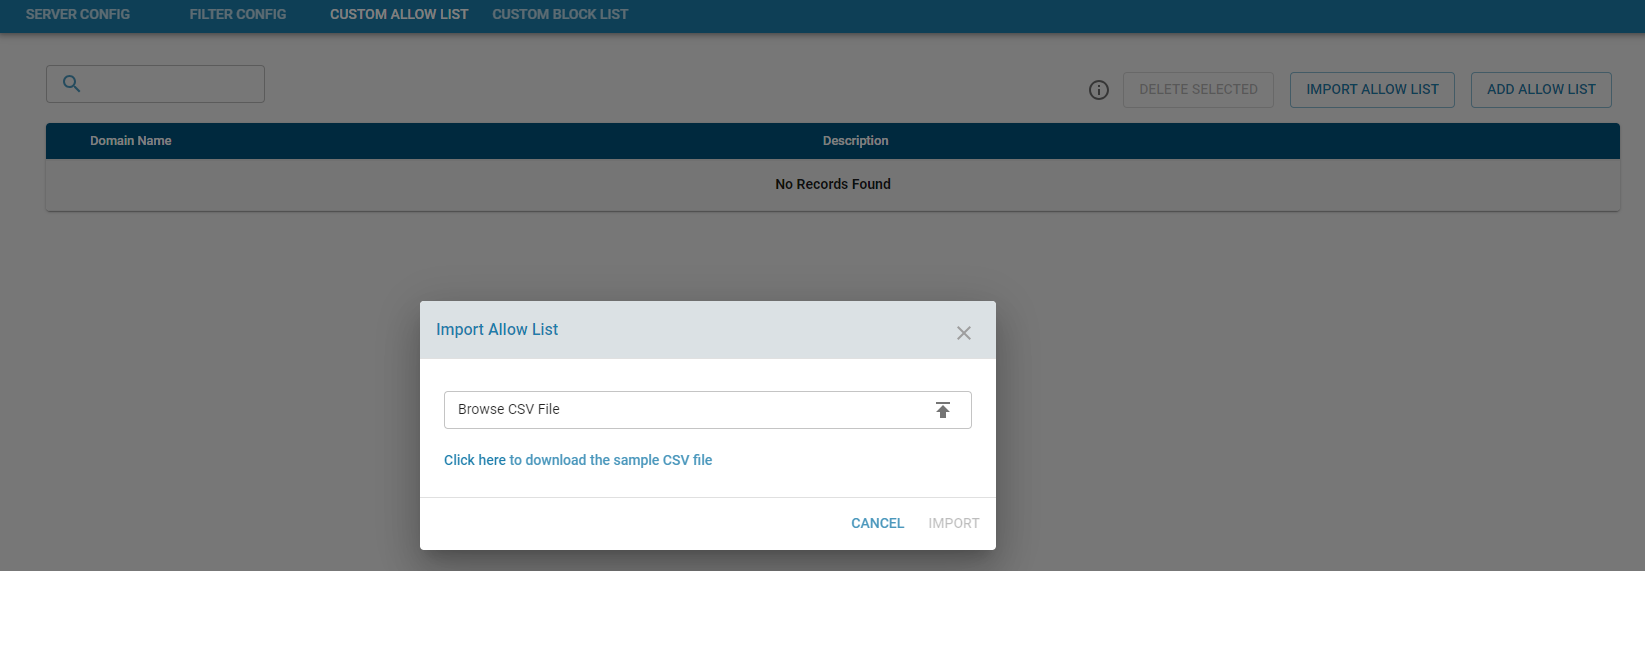 SERVER CONFIG FILTER CONFIG CUSTOM ALLOW LIST CUSTOM BLOCK LIST
DELETE SELECTED IMPORT ALLOW LIST ADD ALLOW LIST
Domain Name Description
No Records Found
Import Allow List
Browse CSV File
Click here to download the sample CSV file
CANCEL IMPORT